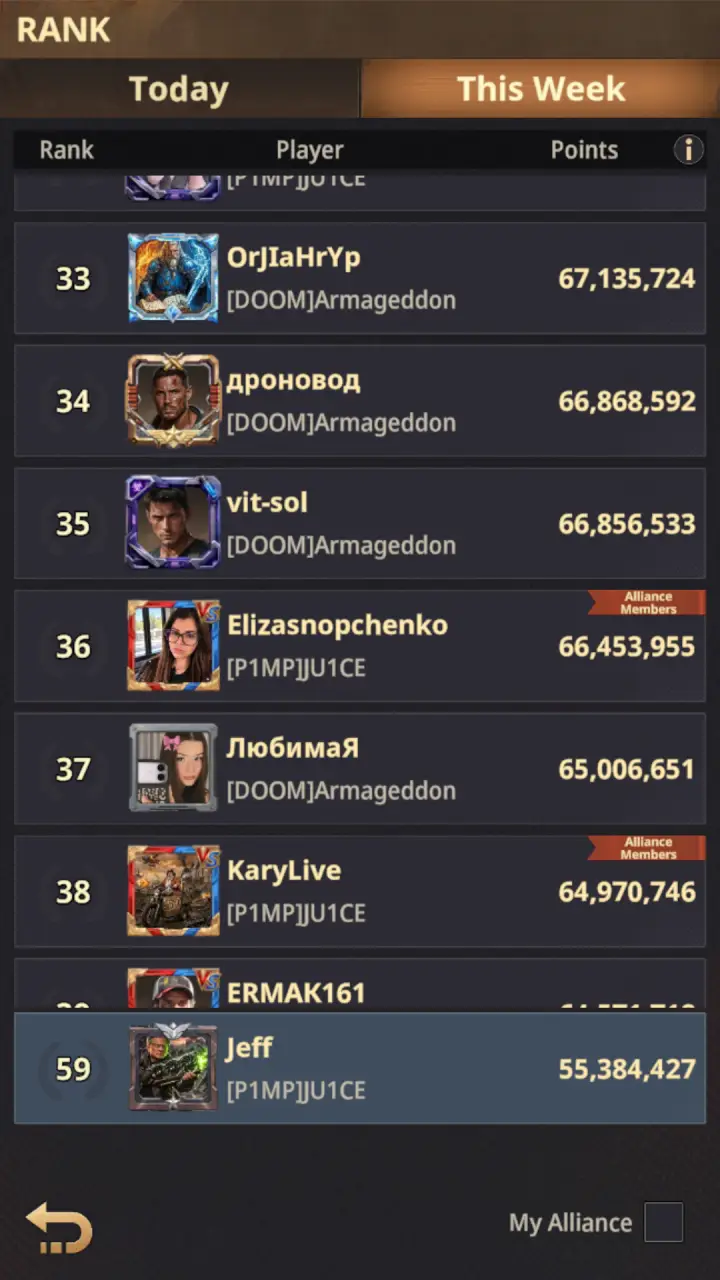 RANK
Today
This Week
Rank
Player
Points
[P1MP]JU1CE
33
OrJIaHrYp
[DOOM]Armageddon
67,135,724
34
дроновод
[DOOM]Armageddon
66,868,592
35
vit-sol
[DOOM]Armageddon
66,856,533
Alliance
Members
36
Elizasnopchenko
[P1MP]JU1CE
66,453,955
37
ЛюбимаЯ
[DOOM]Armageddon
65,006,651
Alliance
Members
38
KaryLive
[P1MP]JU1CE
64,970,746
ERMAK161
59
Jeff
[P1MP]JU1CE
55,384,427
My Alliance